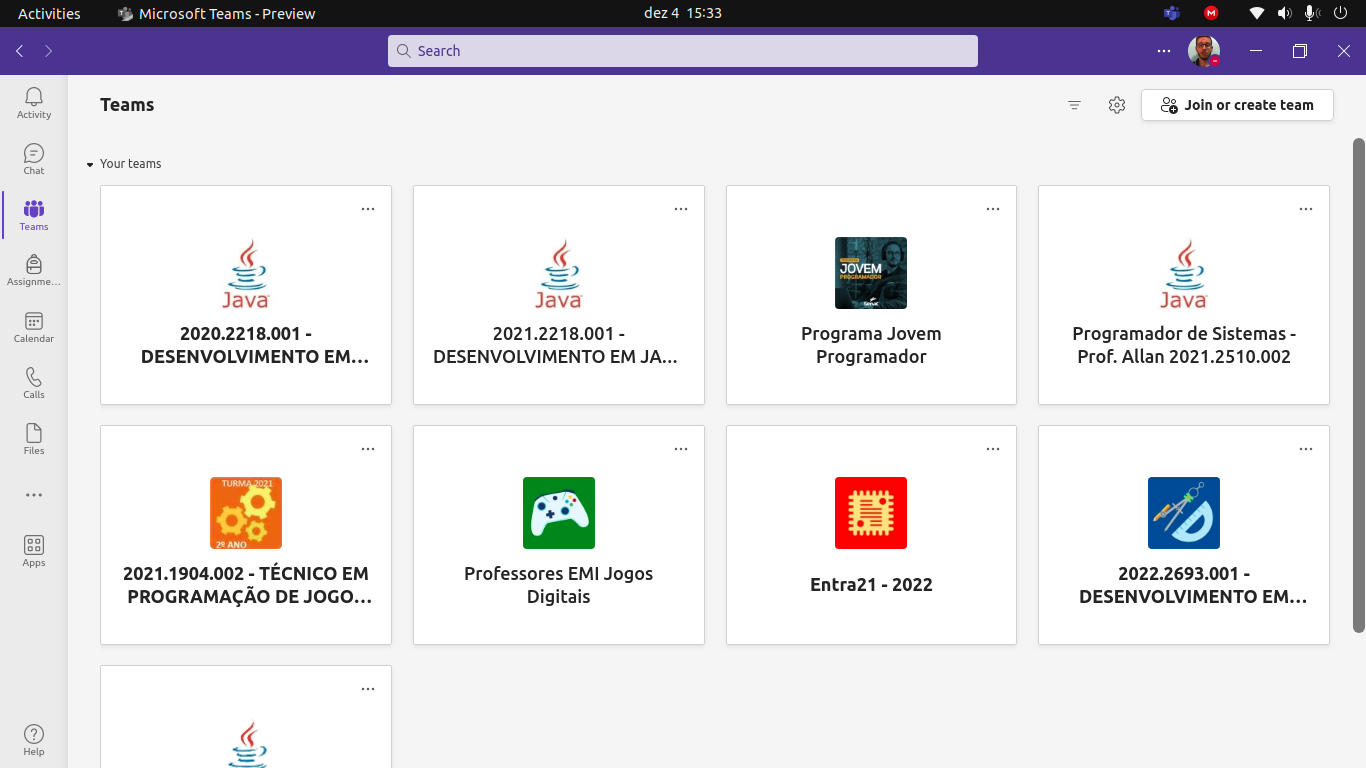 Activities
Microsoft Teams - Preview
dez 4 15:33
Search
Activity
Chat
Teams
Assignme...
Calendar
Calls
Files
Apps
Help
Teams
Join or create team
Your teams
Java
2020.2218.001 -
DESENVOLVIMENTO EM...
Java
2021.2218.001 -
DESENVOLVIMENTO EM JA...
JOVEM
PROGRAMADOR
Senac
Programa Jovem
Programador
Java
Programador de Sistemas -
Prof. Allan 2021.2510.002
TURMA 2021
2º ANO
2021.1904.002 - TÉCNICO EM
PROGRAMAÇÃO DE JOGO...
Professores EMI Jogos
Digitais
Entra21 - 2022
2022.2693.001 -
DESENVOLVIMENTO EM...